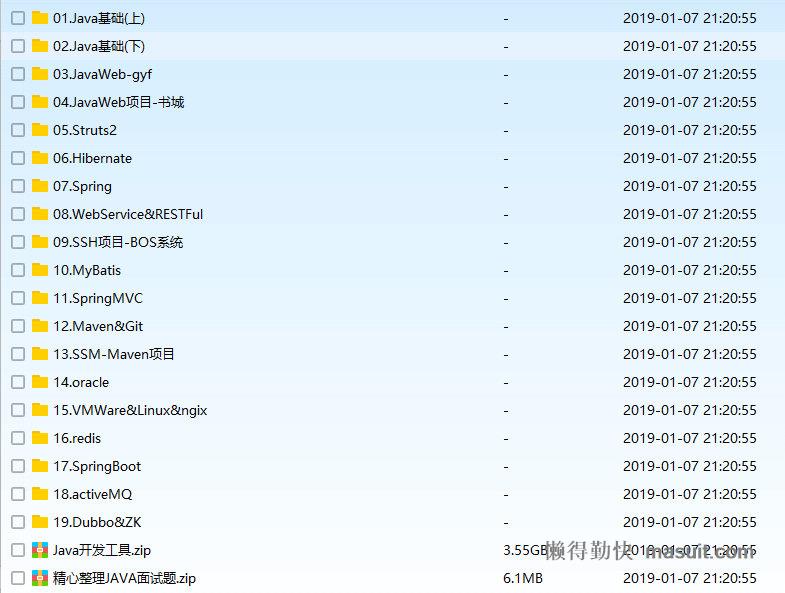 01.Java基础(上) - 2019-01-07 21:20:55
02.Java基础(下) - 2019-01-07 21:20:55
03.JavaWeb-gyf - 2019-01-07 21:20:55
04.JavaWeb项目-书城 - 2019-01-07 21:20:55
05.Struts2 - 2019-01-07 21:20:55
06.Hibernate - 2019-01-07 21:20:55
07.Spring - 2019-01-07 21:20:55
08.WebService&RESTFul - 2019-01-07 21:20:55
09.SSH项目-BOS系统 - 2019-01-07 21:20:55
10.MyBatis - 2019-01-07 21:20:55
11.SpringMVC - 2019-01-07 21:20:55
12.Maven&Git - 2019-01-07 21:20:55
13.SSM-Maven项目 - 2019-01-07 21:20:55
14.oracle - 2019-01-07 21:20:55
15.VMWare&Linux&ngix - 2019-01-07 21:20:55
16.redis - 2019-01-07 21:20:55
17.SpringBoot - 2019-01-07 21:20:55
18.activeMQ - 2019-01-07 21:20:55
19.Dubbo&ZK - 2019-01-07 21:20:55
Java开发工具.zip 3.55GB 2019-01-07 21:20:55
懒得勤快 masuit.com
精心整理JAVA面试题.zip 6.1MB 2019-01-07 21:20:55